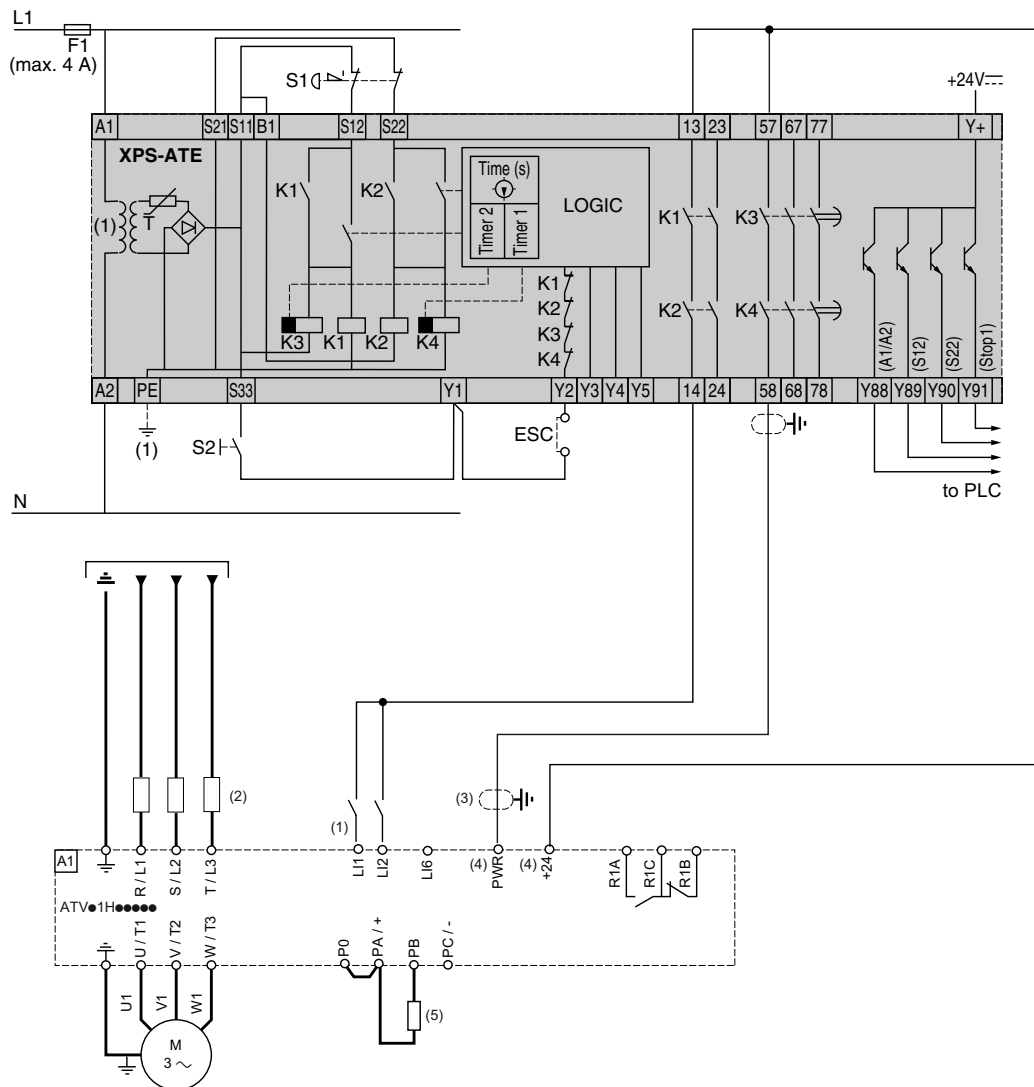 L1
F1
(max. 4 A)
S1
+24V
A1 S21 S11 B1 S12 S22 13 23 57 67 77 Y+
XPS-ATE
(1) T
K1 K2
Time (s)
Timer 2 Timer 1
LOGIC
K1 K3
K1
K2
K3
K4
K2 K4
K3 K1 K2 K4
(A1/A2) (S12) (S22) (Stop1)
A2 PE S33 Y1 Y2 Y3 Y4 Y5 14 24 58 68 78 Y88 Y89 Y90 Y91
(1)
S2
ESC
to PLC
N
(2)
(3)
(1)
(4) (4)
A1
R / L1 S / L2 T / L3 LI1 LI2 LI6 PWR +24 R1A R1C R1B
ATV●1H●●●●●
U / T1 V / T2 W / T3 P0 PA / + PB PC / -
U1 V1 W1
(5)
M
3 ~